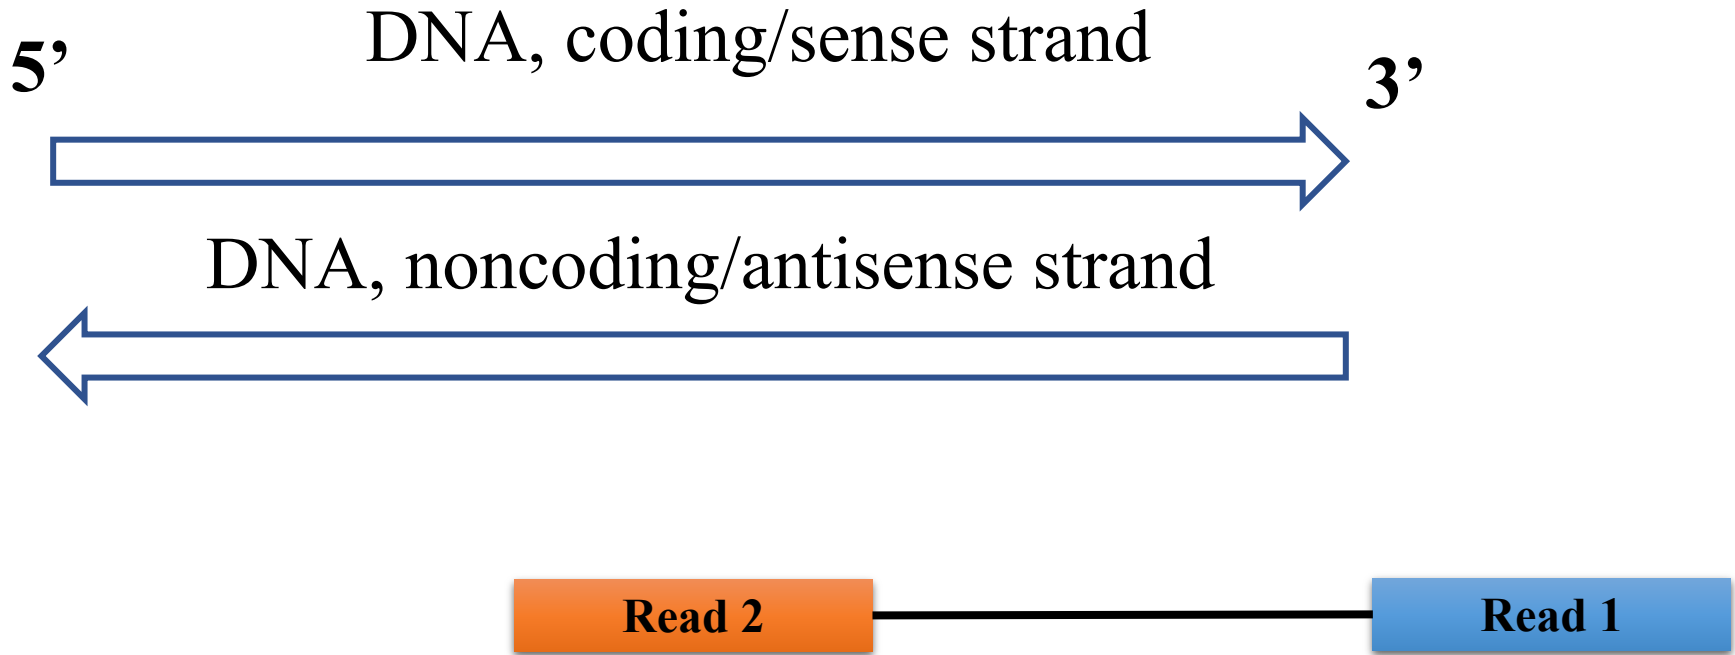 DNA, coding/sense strand
5’
3’
DNA, noncoding/antisense strand
Read 2
Read 1